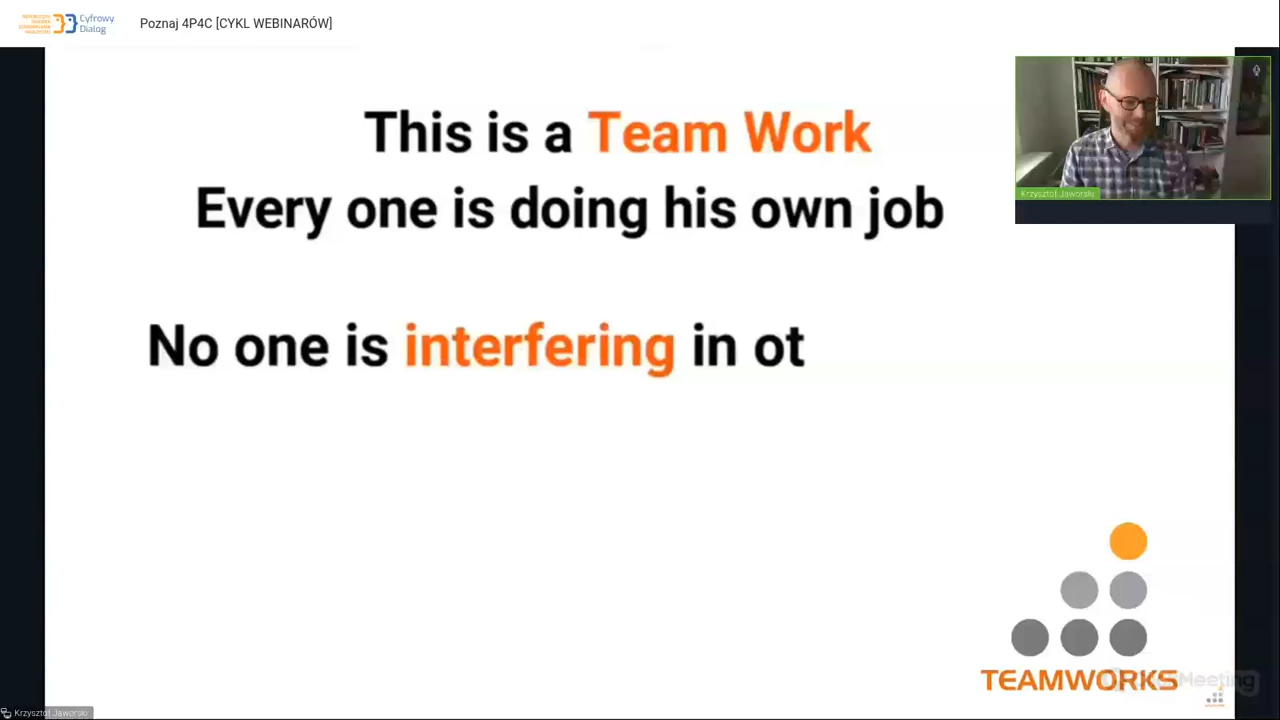 Cyfrowy
Dialog
Poznaj 4P4C [CYKL WEBINARÓW]
This is a Team Work
Every one is doing his own job
No one is interfering in ot
Krzysztof Jaworski
TEAMWORKS
Meeting
Krzysztof Jaworski